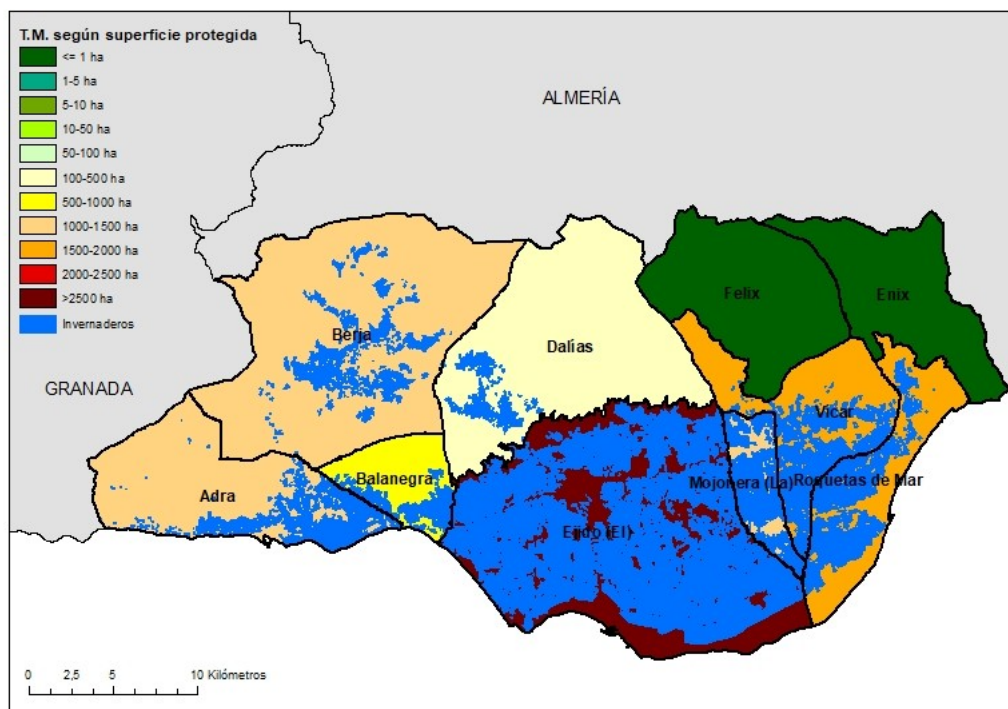 T.M. según superficie protegida
<= 1 ha
1-5 ha
5-10 ha
10-50 ha
50-100 ha
100-500 ha
500-1000 ha
1000-1500 ha
1500-2000 ha
2000-2500 ha
>2500 ha
Invernaderos
ALMERÍA
GRANADA
Felix
Enix
Berja
Dalías
Vicar
Balanegra
Mojonera (La)
Roquetas de Mar
Adra
Ejido (El)
0 2,5 5 10 Kilómetros